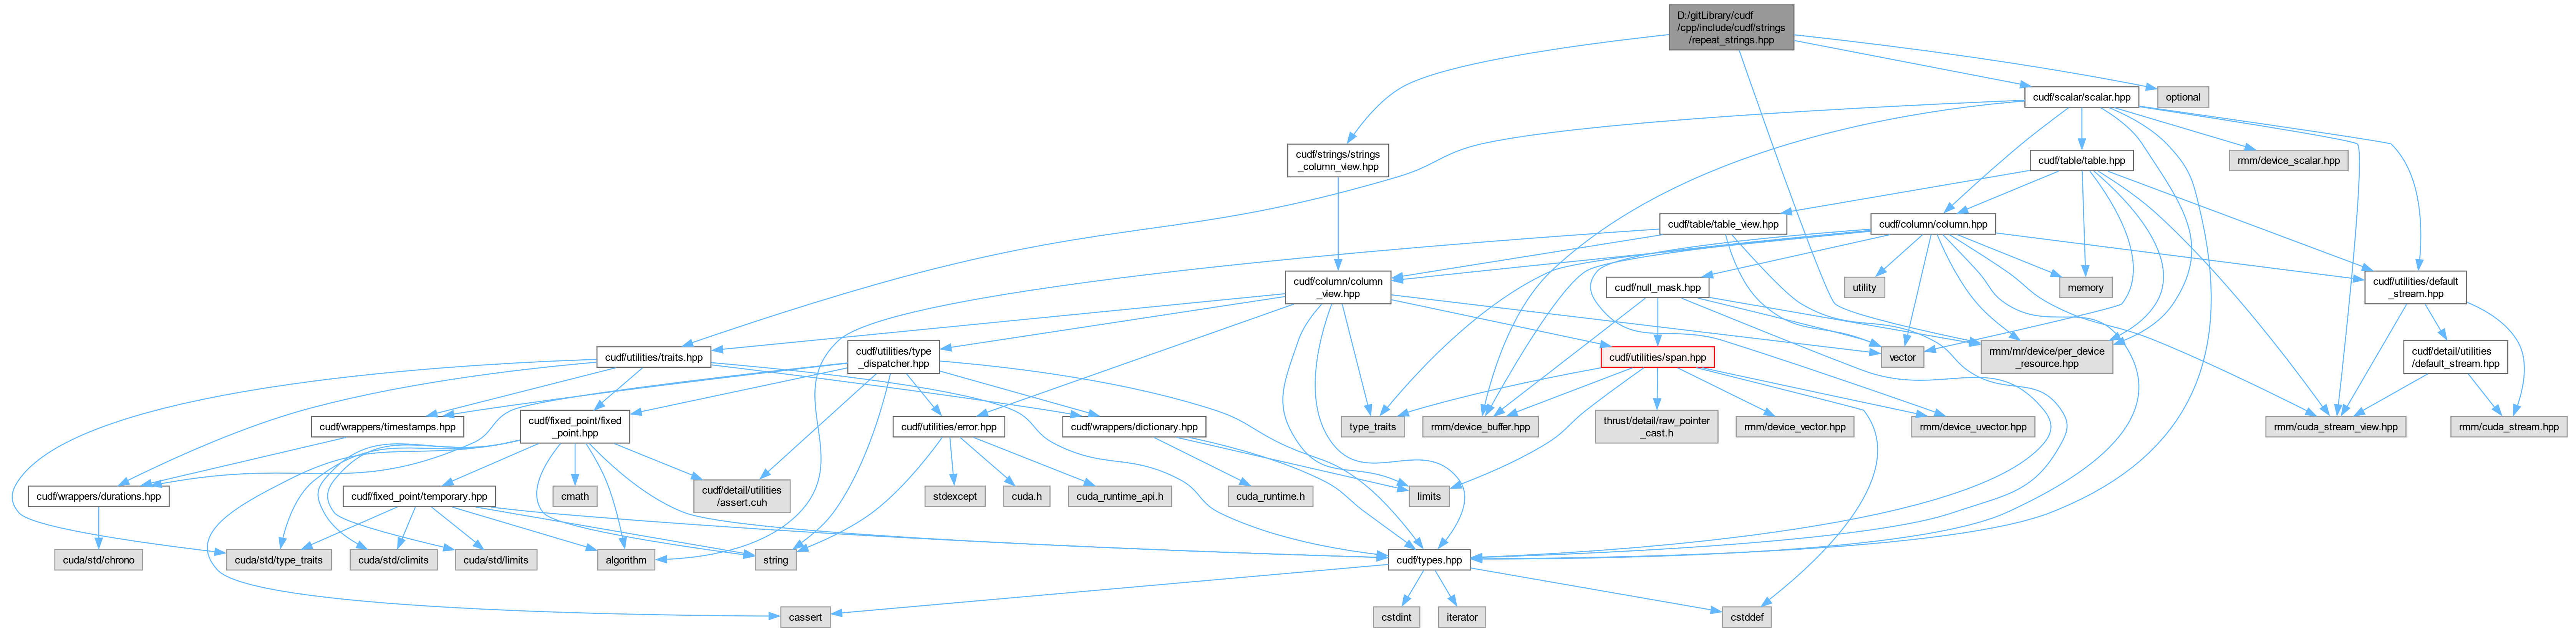 D:/gitLibrary/cudf
/cpp/include/cudf/strings
/repeat_strings.hpp
cudf/scalar/scalar.hpp
optional
cudf/strings/strings
_column_view.hpp
cudf/table/table.hpp
rmm/device_scalar.hpp
cudf/table/table_view.hpp
cudf/column/column.hpp
cudf/column/column
_view.hpp
cudf/null_mask.hpp
utility
memory
cudf/utilities/default
_stream.hpp
cudf/utilities/traits.hpp
cudf/utilities/type
_dispatcher.hpp
cudf/utilities/span.hpp
vector
rmm/mr/device/per_device
_resource.hpp
cudf/detail/utilities
/default_stream.hpp
cudf/wrappers/timestamps.hpp
cudf/fixed_point/fixed
_point.hpp
cudf/utilities/error.hpp
cudf/wrappers/dictionary.hpp
type_traits
rmm/device_buffer.hpp
thrust/detail/raw_pointer
_cast.h
rmm/device_vector.hpp
rmm/device_uvector.hpp
rmm/cuda_stream_view.hpp
rmm/cuda_stream.hpp
cudf/wrappers/durations.hpp
cudf/fixed_point/temporary.hpp
cmath
cudf/detail/utilities
/assert.cuh
stdexcept
cuda.h
cuda_runtime_api.h
cuda_runtime.h
limits
cuda/std/chrono
cuda/std/type_traits
cuda/std/climits
cuda/std/limits
algorithm
string
cudf/types.hpp
cassert
cstdint
iterator
cstddef